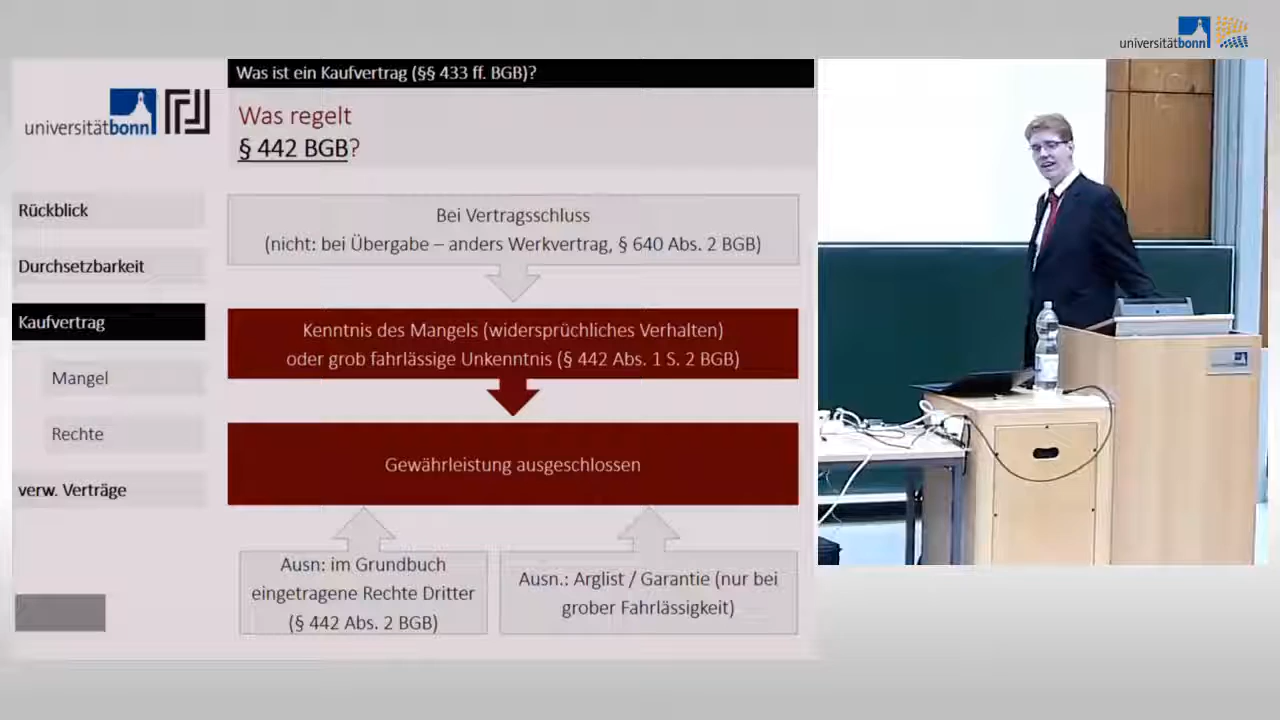 universitätbonn
Was ist ein Kaufvertrag (§§ 433 ff. BGB)?
universitätbonn
Was regelt
§ 442 BGB?
Rückblick
Durchsetzbarkeit
Kaufvertrag
Mangel
Rechte
verw. Verträge
Bei Vertragsschluss
(nicht: bei Übergabe – anders Werkvertrag, § 640 Abs. 2 BGB)
Kenntnis des Mangels (widersprüchliches Verhalten)
oder grob fahrlässige Unkenntnis (§ 442 Abs. 1 S. 2 BGB)
Gewährleistung ausgeschlossen
Ausn: im Grundbuch
eingetragene Rechte Dritter
(§ 442 Abs. 2 BGB)
Ausn.: Arglist / Garantie (nur bei
grober Fahrlässigkeit)